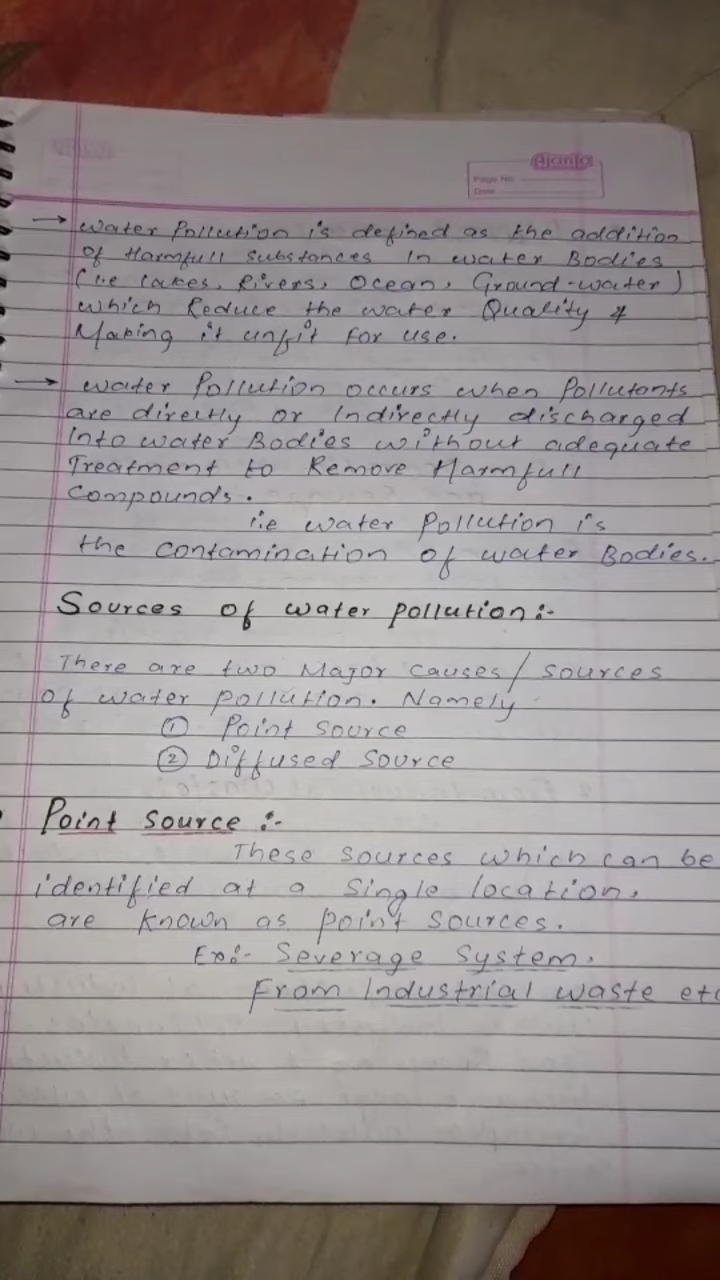 Ajanta
Page No.
Date
→ water Pollution is defined as the addition
of Harmfull substances In water Bodies
(i.e Lakes, Rivers, Ocean, Ground-water)
which Reduce the water Quality &
Making it unfit for use.
→ water Pollution occurs when Pollutants
are directly or Indirectly discharged
Into water Bodies without adequate
Treatment to Remove Harmfull
Compounds.
i.e water Pollution is
the contamination of water Bodies.
Sources of water pollution :-
There are two Major causes/sources
of water pollution. Namely
① Point Source
② Diffused Source
Point Source :-
These sources which can be
identified at a Single location,
are known as point sources.
Ex:- Severage System.
From Industrial waste etc